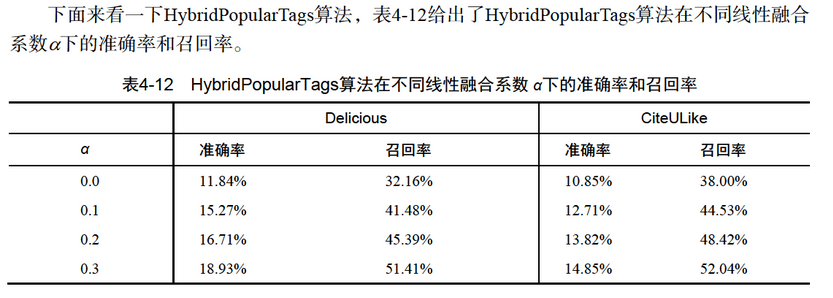 下面来看一下HybridPopularTags算法，表4-12给出了HybridPopularTags算法在不同线性融合
系数α下的准确率和召回率。
表4-12 HybridPopularTags算法在不同线性融合系数 α下的准确率和召回率
Delicious CiteULike
α 准确率 召回率 准确率 召回率
0.0 11.84% 32.16% 10.85% 38.00%
0.1 15.27% 41.48% 12.71% 44.53%
0.2 16.71% 45.39% 13.82% 48.42%
0.3 18.93% 51.41% 14.85% 52.04%